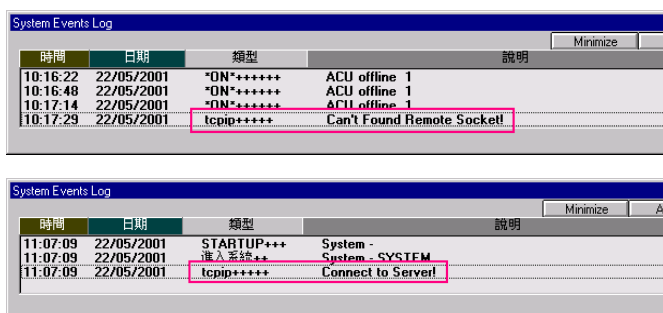 System Events Log
Minimize
時間 日期 類型 說明
10:16:22 22/05/2001 *ON*++++++ ACU offline 1
10:16:48 22/05/2001 *ON*++++++ ACU offline 1
10:17:14 22/05/2001 *ON*++++++ ACU offline 1
10:17:29 22/05/2001 tcpip+++++ Can't Found Remote Socket!
System Events Log
Minimize A
時間 日期 類型 說明
11:07:09 22/05/2001 STARTUP+++ System -
11:07:09 22/05/2001 進入系統++ System - SYSTEM
11:07:09 22/05/2001 tcpip+++++ Connect to Server!